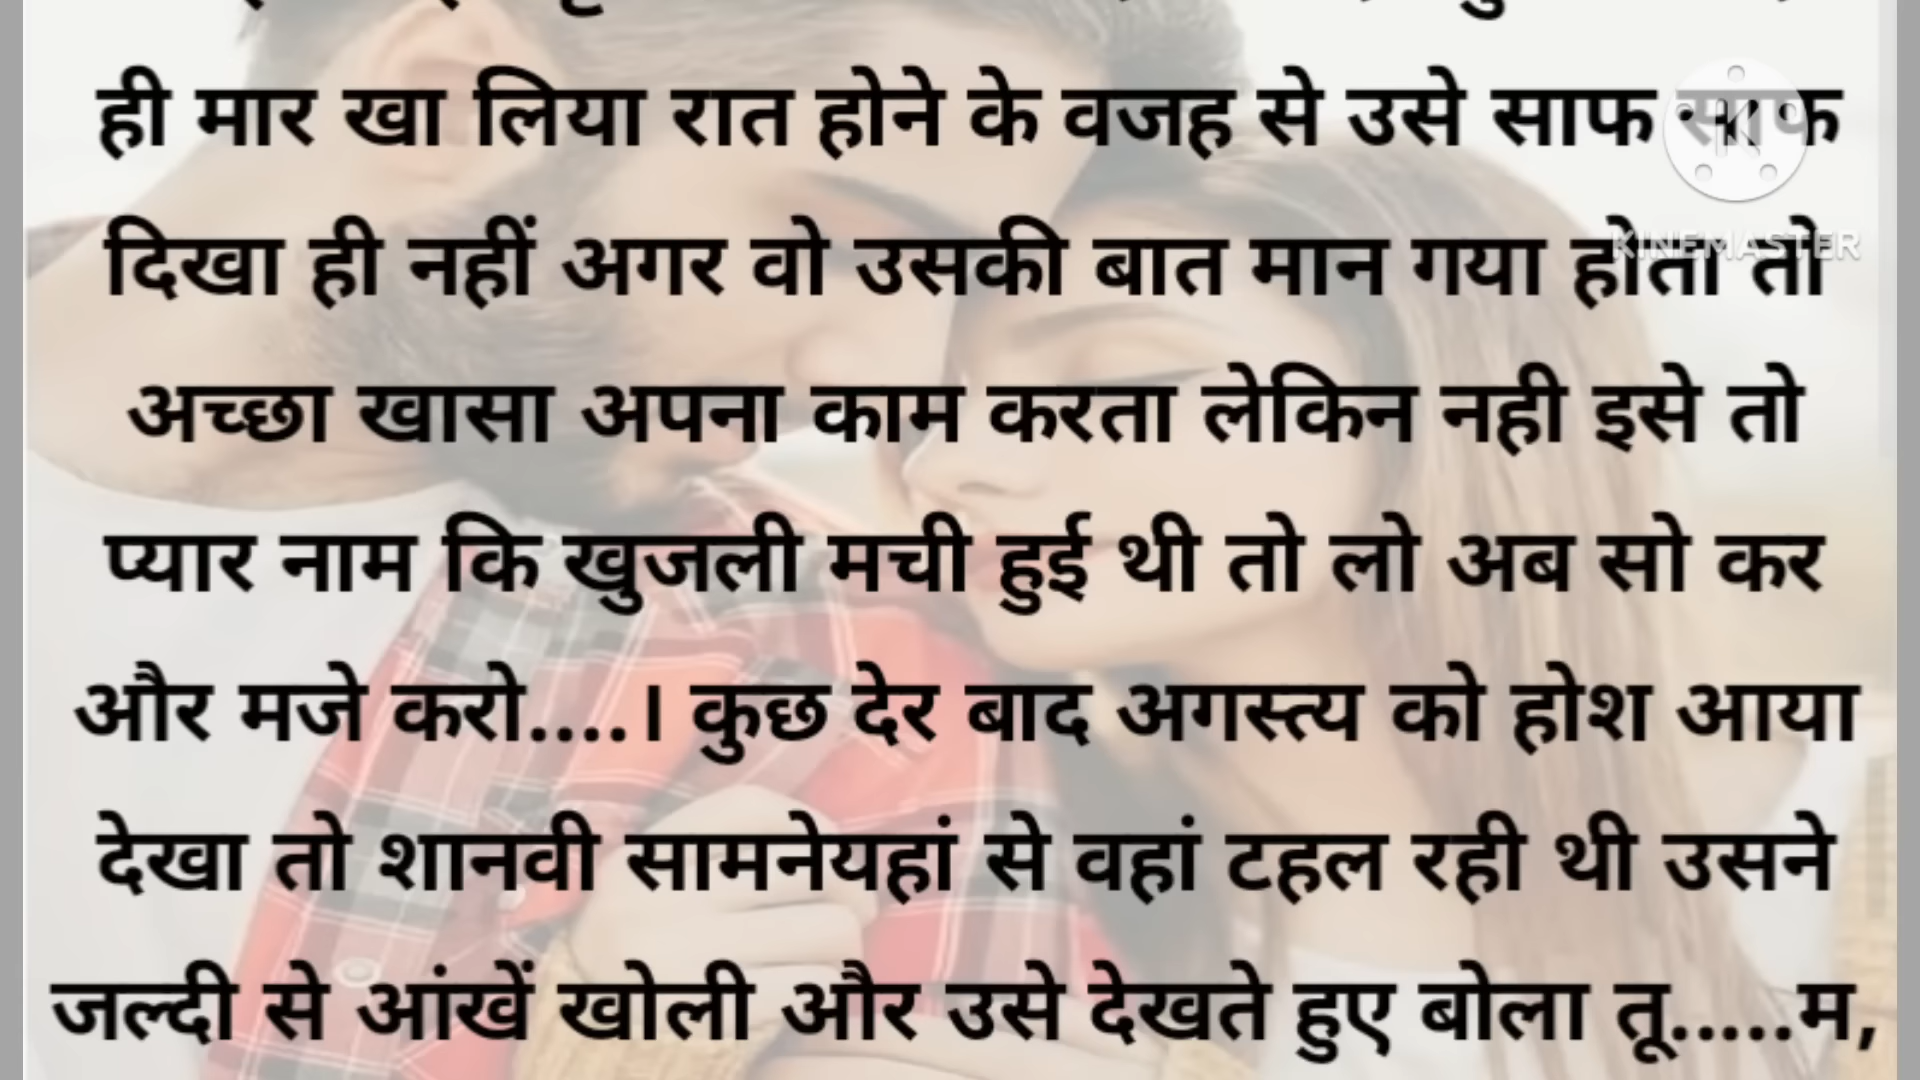 ही मार खा लिया रात होने के वजह से उसे साफ साफ
दिखा ही नहीं अगर वो उसकी बात मान गया होता तो
KINEMASTER
अच्छा खासा अपना काम करता लेकिन नही इसे तो
प्यार नाम कि खुजली मची हुई थी तो लो अब सो कर
और मजे करो....। कुछ देर बाद अगस्त्य को होश आया
देखा तो शानवी सामनेयहां से वहां टहल रही थी उसने
जल्दी से आंखें खोली और उसे देखते हुए बोला तू.....म,